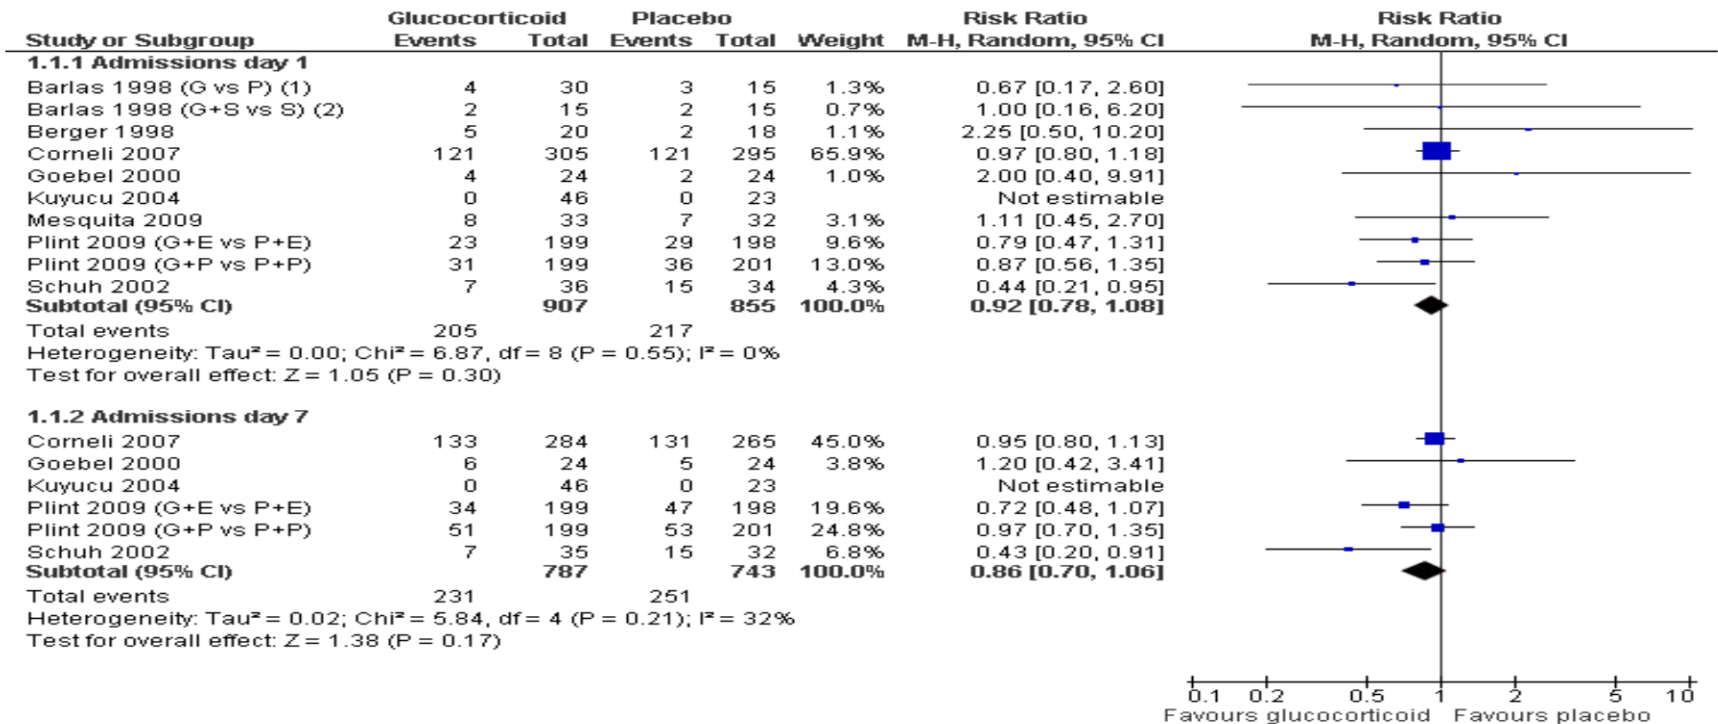 Glucocorticoid Placebo Risk Ratio Risk Ratio
Study or Subgroup Events Total Events Total Weight M-H, Random, 95% CI M-H, Random, 95% CI
1.1.1 Admissions day 1
Barlas 1998 (G vs P) (1) 4 30 3 15 1.3% 0.67 [0.17, 2.60]
Barlas 1998 (G+S vs S) (2) 2 15 2 15 0.7% 1.00 [0.16, 6.20]
Berger 1998 5 20 2 18 1.1% 2.25 [0.50, 10.20]
Corneli 2007 121 305 121 295 65.9% 0.97 [0.80, 1.18]
Goebel 2000 4 24 2 24 1.0% 2.00 [0.40, 9.91]
Kuyucu 2004 0 46 0 23 Not estimable
Mesquita 2009 8 33 7 32 3.1% 1.11 [0.45, 2.70]
Plint 2009 (G+E vs P+E) 23 199 29 198 9.6% 0.79 [0.47, 1.31]
Plint 2009 (G+P vs P+P) 31 199 36 201 13.0% 0.87 [0.56, 1.35]
Schuh 2002 7 36 15 34 4.3% 0.44 [0.21, 0.95]
Subtotal (95% CI) 907 855 100.0% 0.92 [0.78, 1.08]
Total events 205 217
Heterogeneity: Tau² = 0.00; Chi² = 6.87, df = 8 (P = 0.55); I² = 0%
Test for overall effect: Z = 1.05 (P = 0.30)
1.1.2 Admissions day 7
Corneli 2007 133 284 131 265 45.0% 0.95 [0.80, 1.13]
Goebel 2000 6 24 5 24 3.8% 1.20 [0.42, 3.41]
Kuyucu 2004 0 46 0 23 Not estimable
Plint 2009 (G+E vs P+E) 34 199 47 198 19.6% 0.72 [0.48, 1.07]
Plint 2009 (G+P vs P+P) 51 199 53 201 24.8% 0.97 [0.70, 1.35]
Schuh 2002 7 35 15 32 6.8% 0.43 [0.20, 0.91]
Subtotal (95% CI) 787 743 100.0% 0.86 [0.70, 1.06]
Total events 231 251
Heterogeneity: Tau² = 0.02; Chi² = 5.84, df = 4 (P = 0.21); I² = 32%
Test for overall effect: Z = 1.38 (P = 0.17)
0.1 0.2 0.5 1 2 5 10
Favours glucocorticoid Favours placebo